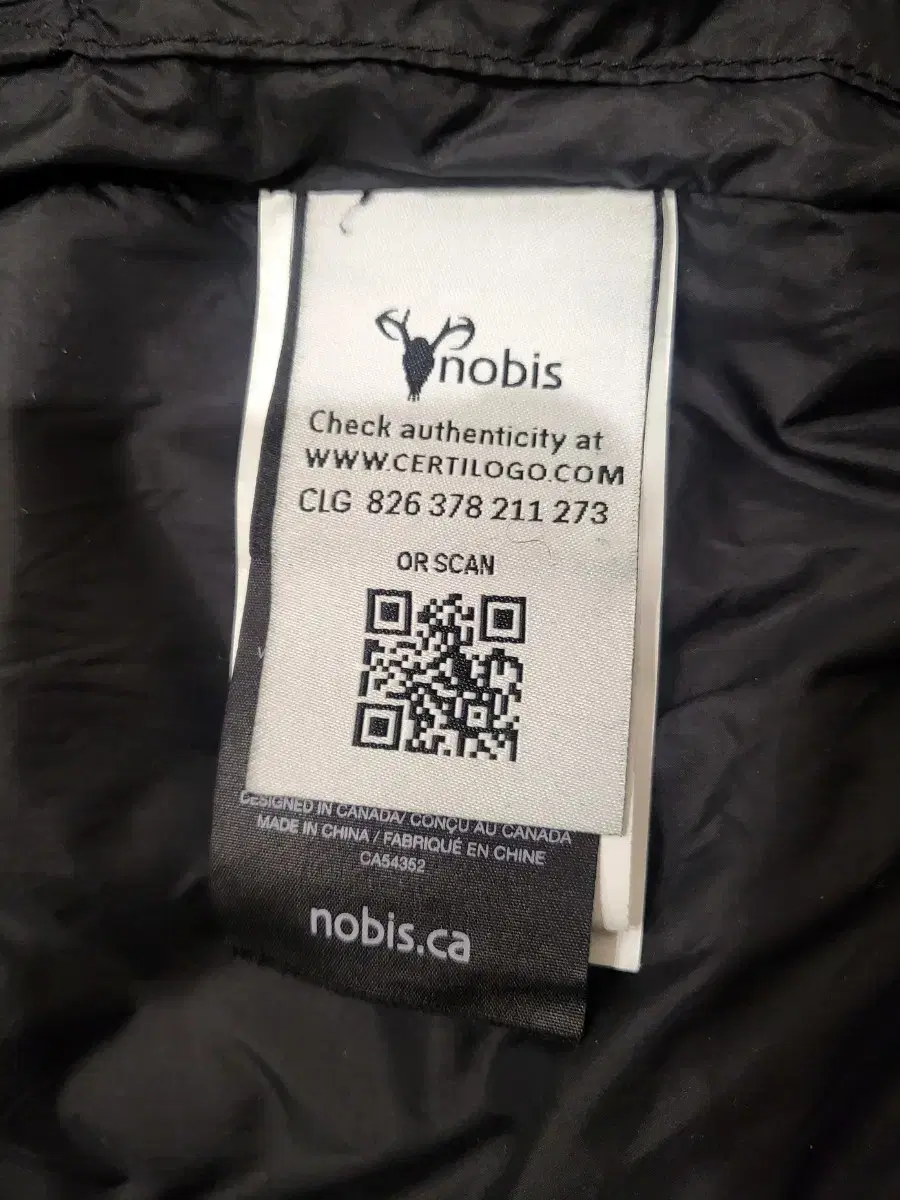 nobis
Check authenticity at
WWW.CERTILOGO.COM
CLG 826 378 211 273
OR SCAN
DESIGNED IN CANADA/ CONÇU AU CANADA
MADE IN CHINA / FABRIQUÉ EN CHINE
CA54352
nobis.ca